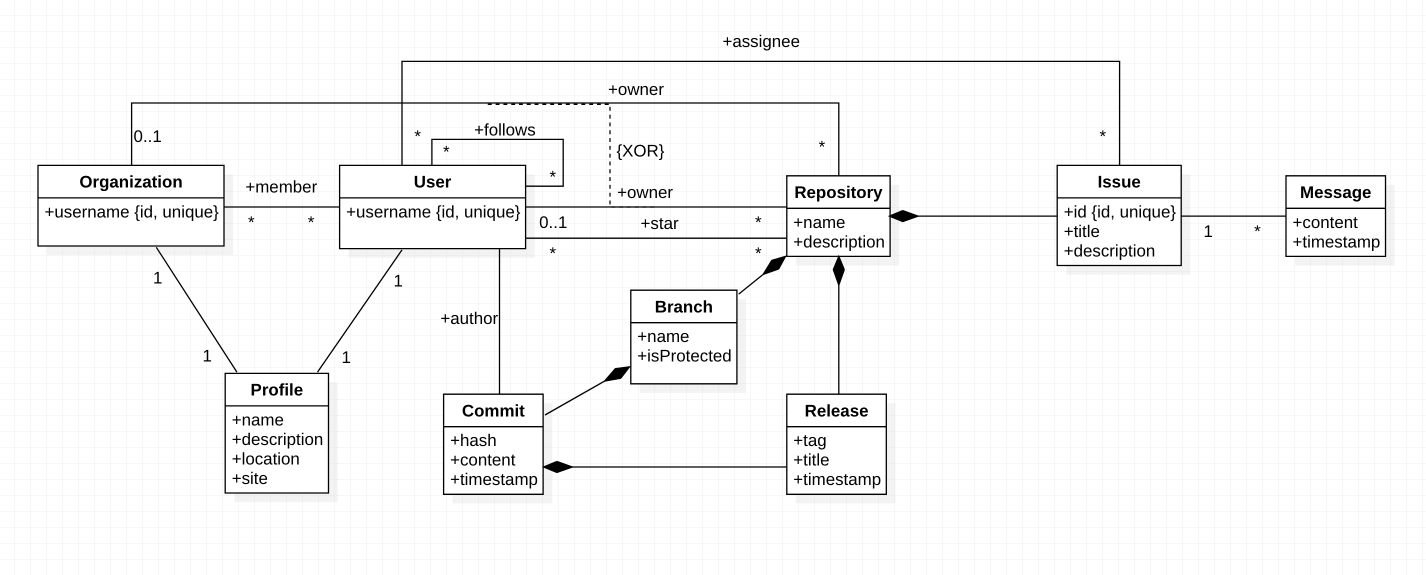 +assignee
+owner
+follows
0..1
*
*
*
*
*
{XOR}
Organization
+username {id, unique}
+member
*
*
User
+username {id, unique}
+owner
0..1
*
+star
*
*
Repository
+name
+description
Issue
+id {id, unique}
+title
+description
1
*
Message
+content
+timestamp
1
1
1
1
+author
Branch
+name
+isProtected
Profile
+name
+description
+location
+site
Commit
+hash
+content
+timestamp
Release
+tag
+title
+timestamp